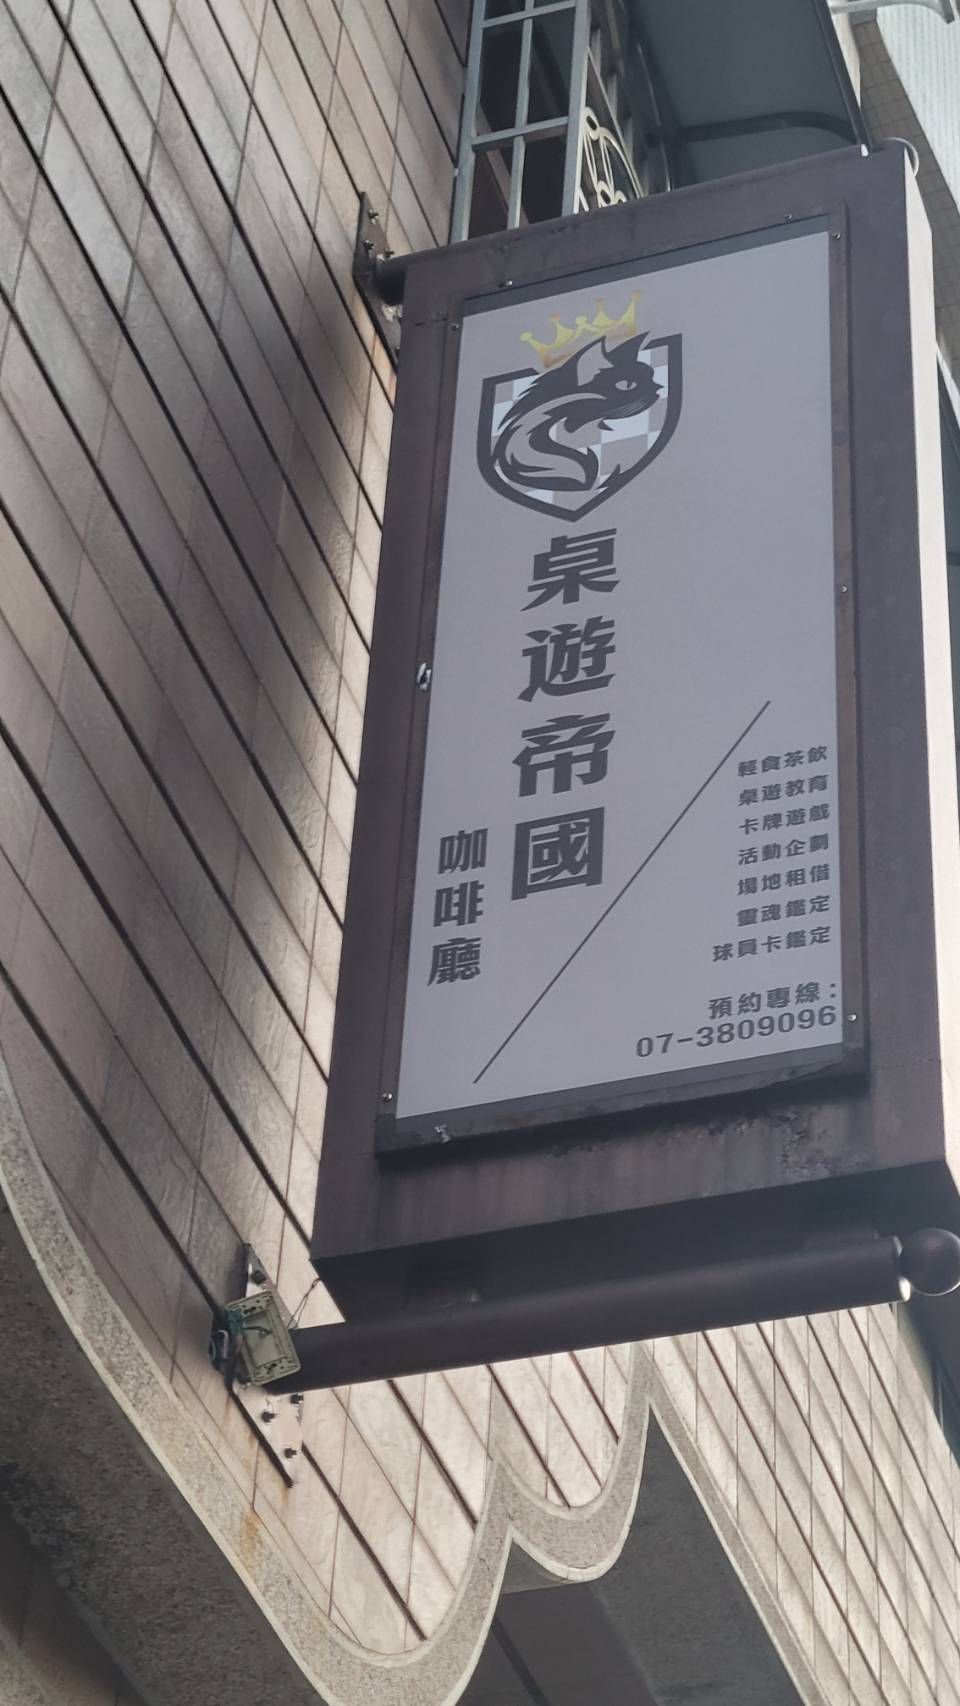 桌遊帝國
咖啡廳
輕食茶飲
桌遊教育
卡牌遊戲
活動企劃
場地租借
靈魂鑑定
球員卡鑑定
預約專線：
07-3809096